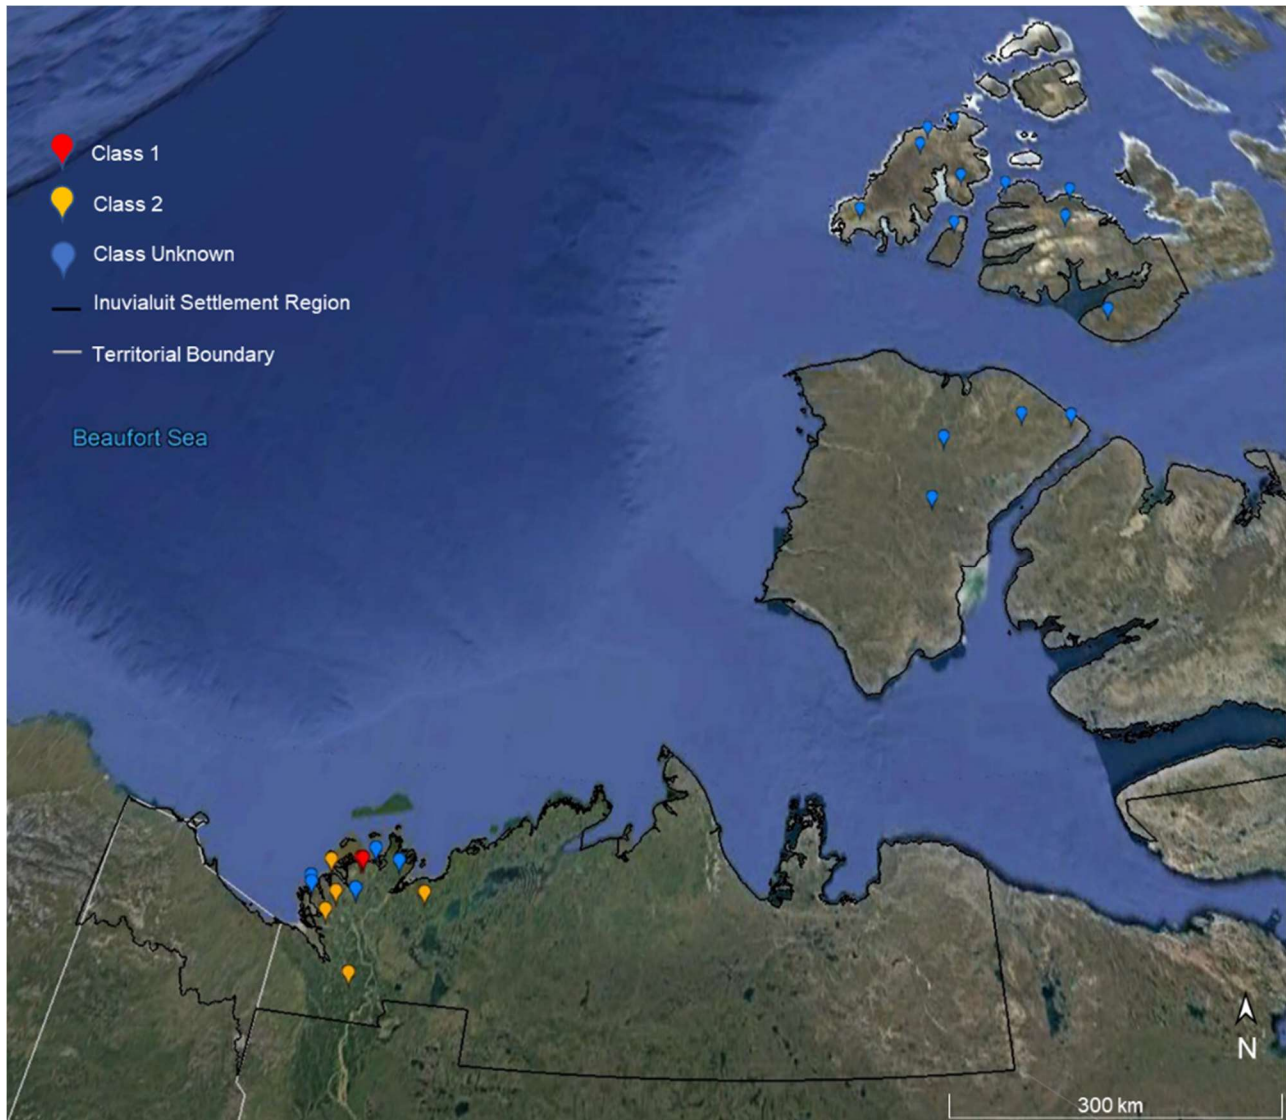 Class 1
Class 2
Class Unknown
Inuvialuit Settlement Region
Territorial Boundary
Beaufort Sea
N
300 km